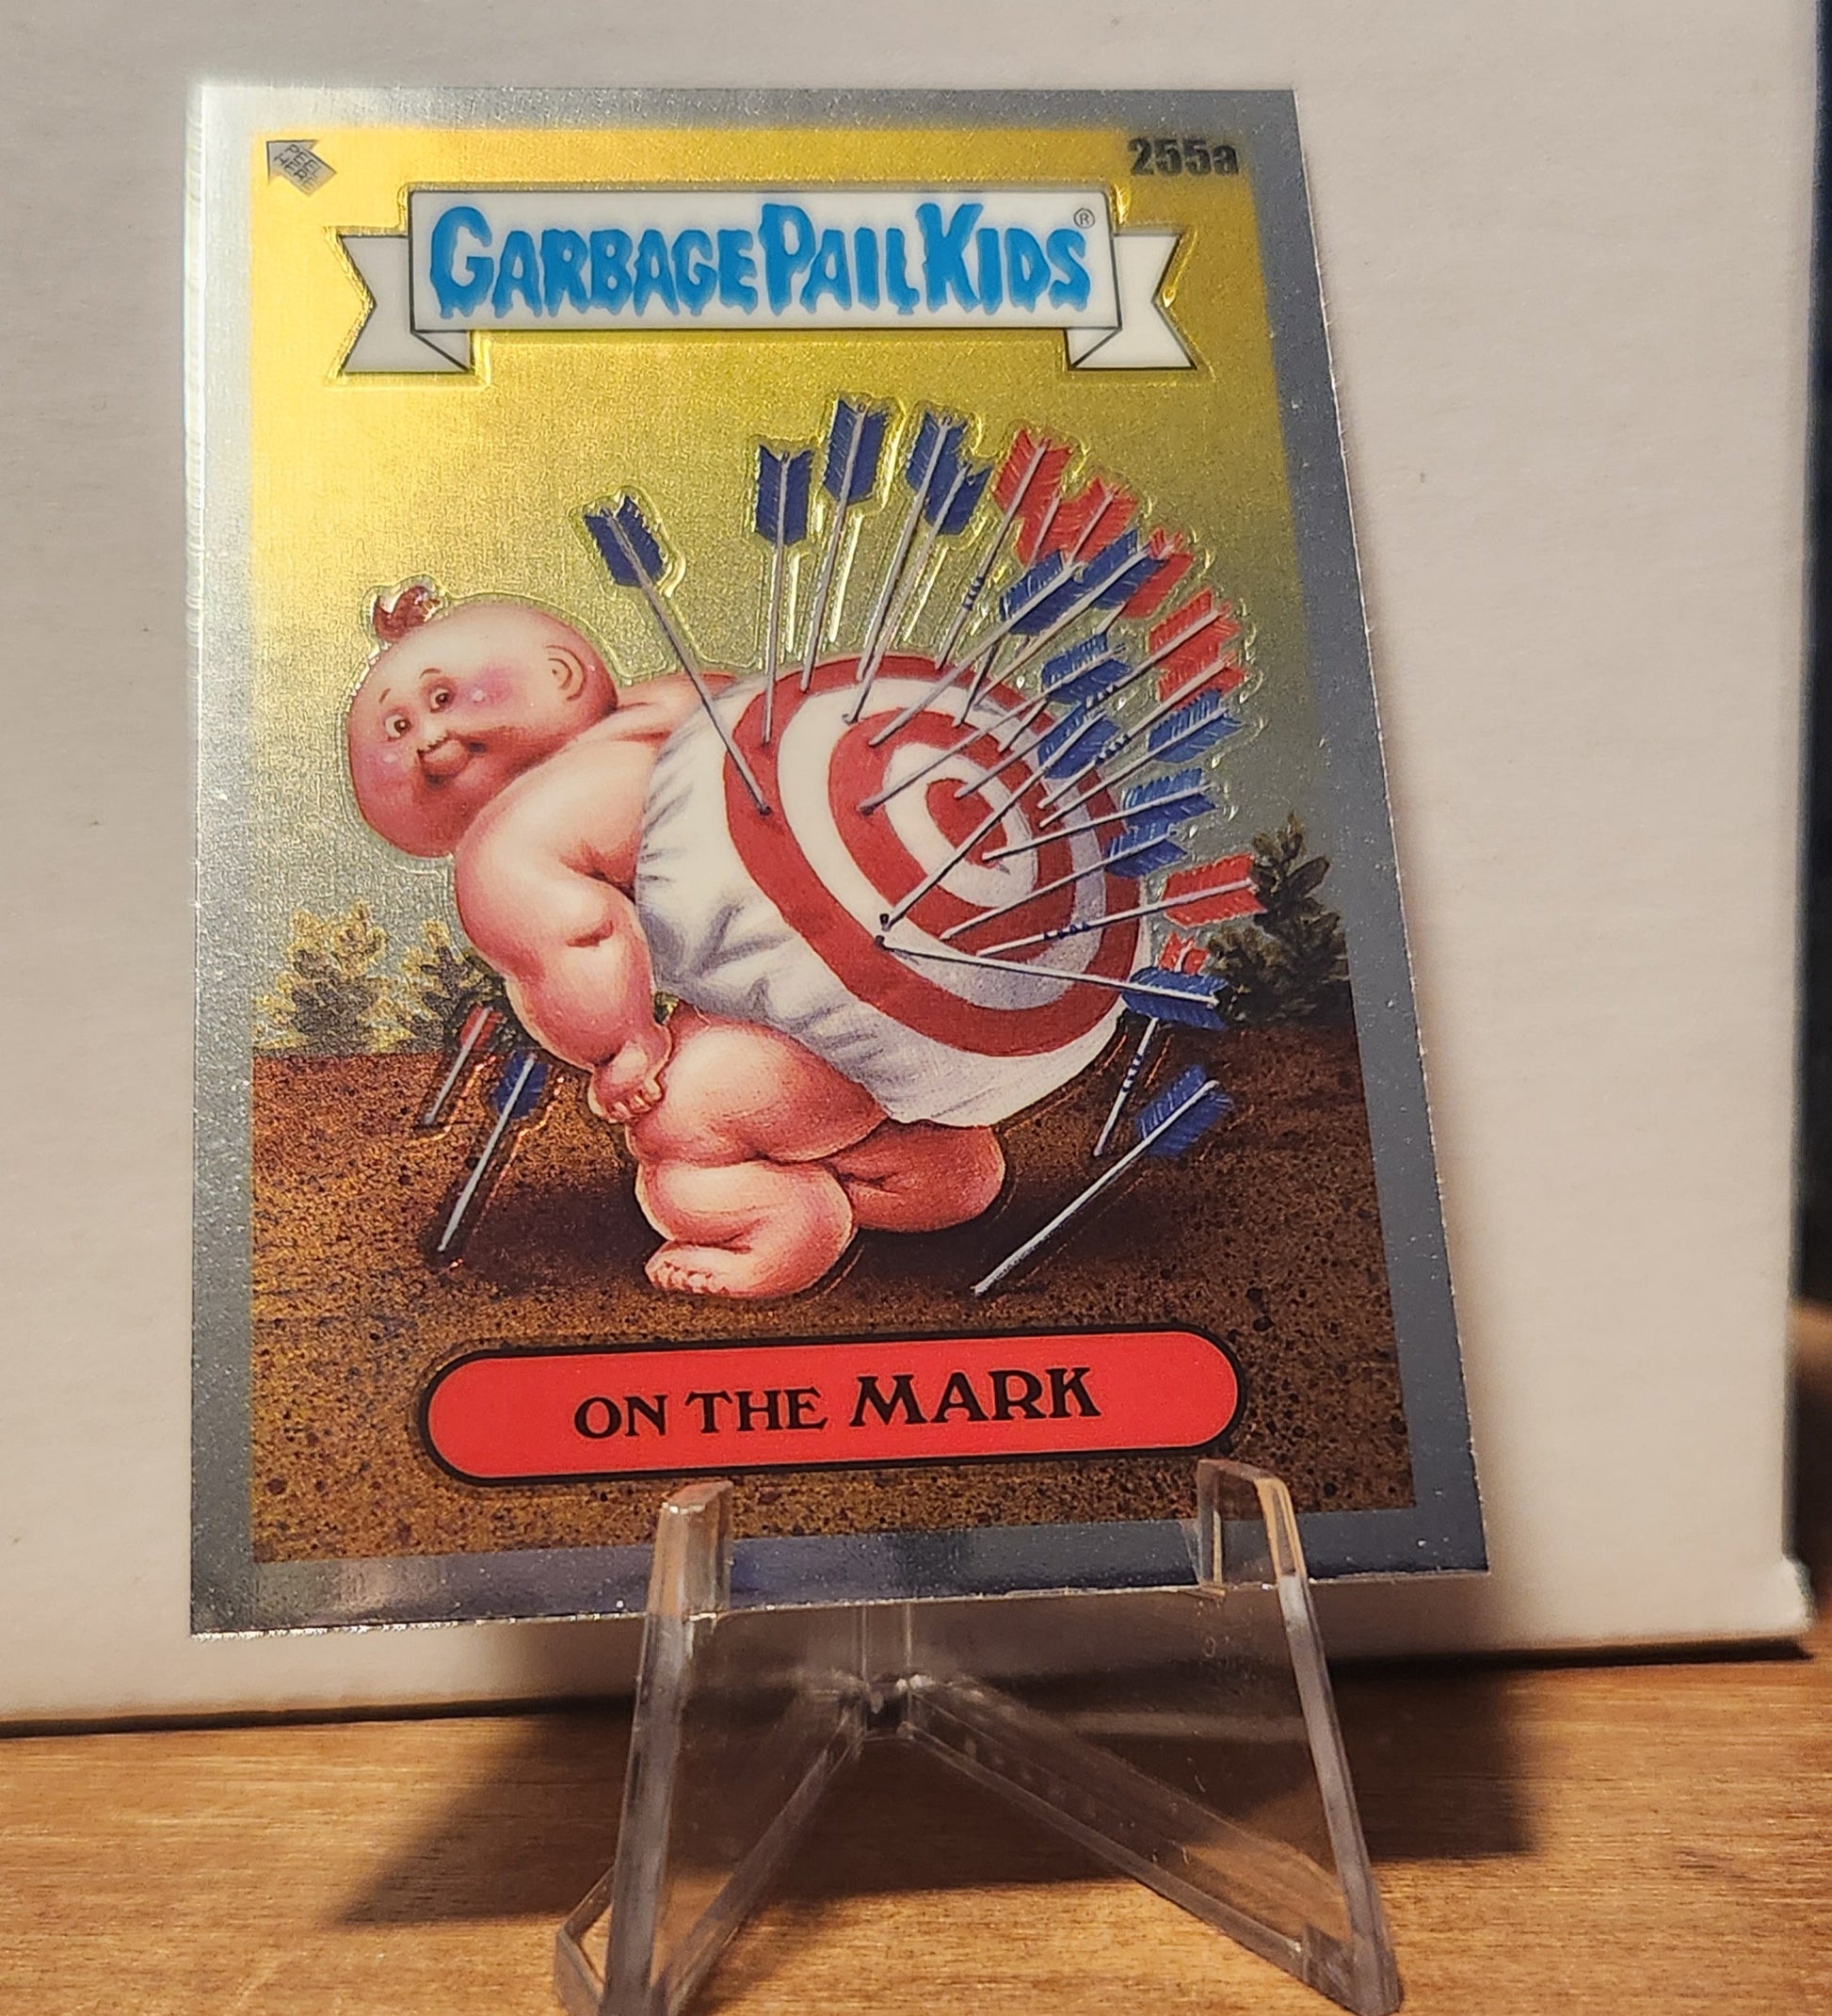 PEEL
HERE
255a
GARBAGE PAIL KIDS®
ON THE MARK